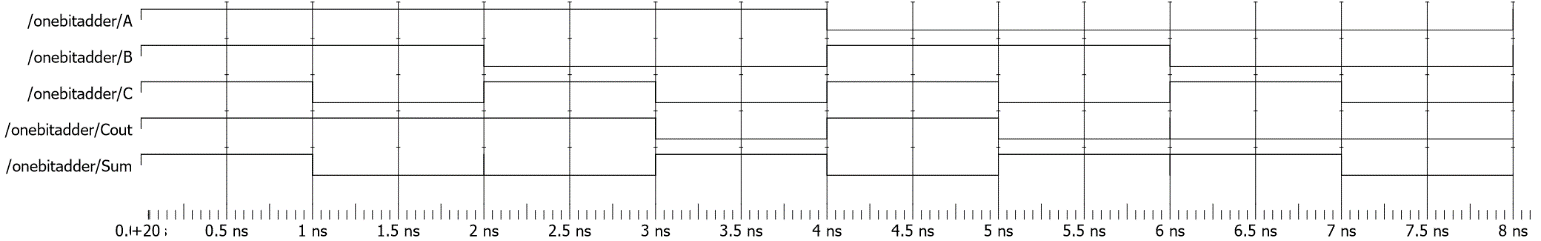 /onebitadder/A
/onebitadder/B
/onebitadder/C
/onebitadder/Cout
/onebitadder/Sum
0.5 ns 1 ns 1.5 ns 2 ns 2.5 ns 3 ns 3.5 ns 4 ns 4.5 ns 5 ns 5.5 ns 6 ns 6.5 ns 7 ns 7.5 ns 8 ns